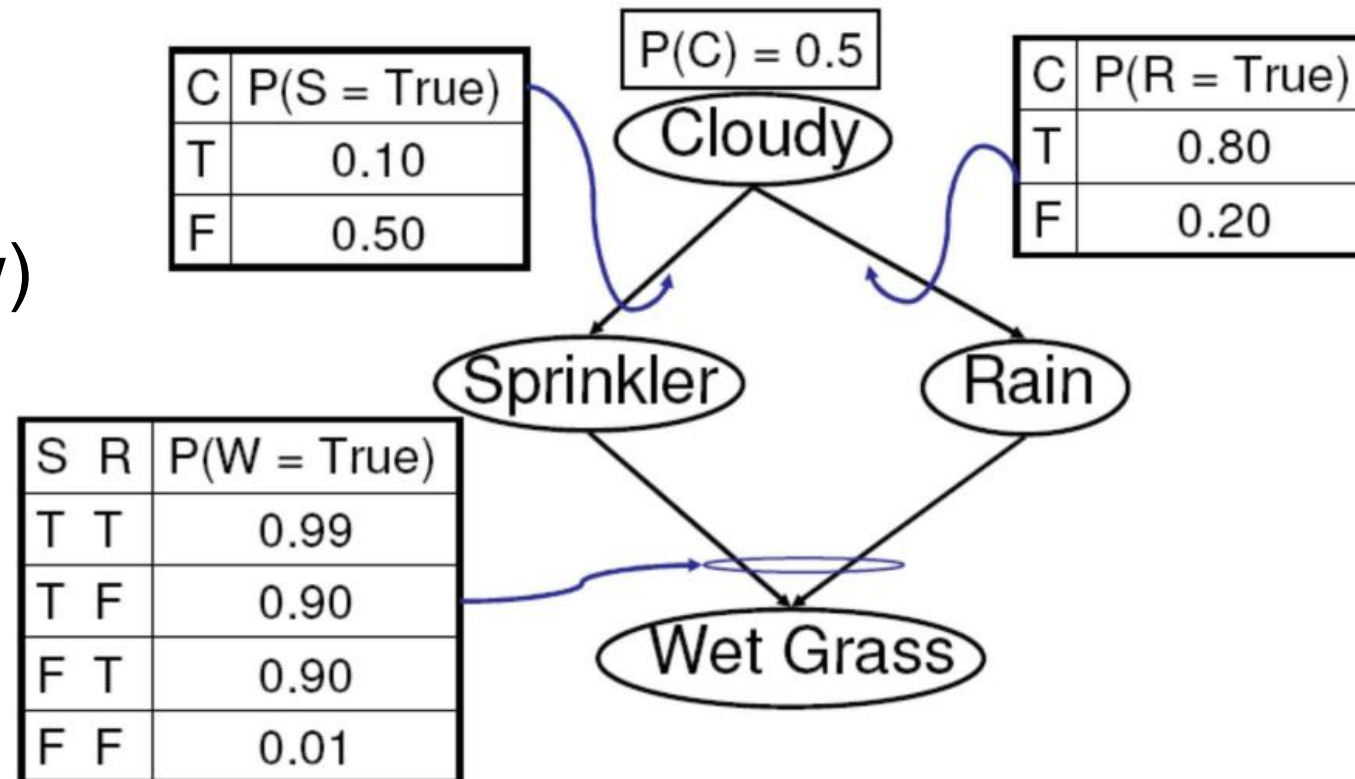 P(C) = 0.5
C P(S = True)
T 0.10
F 0.50
Cloudy
C P(R = True)
T 0.80
F 0.20
)
Sprinkler
Rain
S R P(W = True)
T T 0.99
T F 0.90
F T 0.90
F F 0.01
Wet Grass